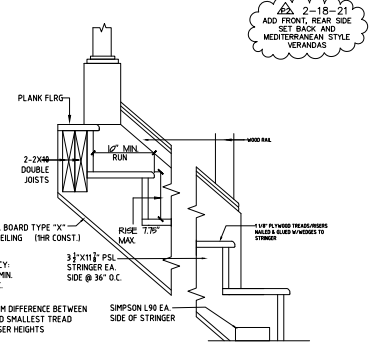 P2 2-18-21
ADD FRONT, REAR SIDE
SET BACK AND
MEDITERRANEAN STYLE
VERANDAS
PLANK FLRG
WOOD RAIL
10" MIN.
RUN
2-2X10
DOUBLE
JOISTS
RISE 7.75"
MAX.
1 1/8" PLYWOOD TREADS/RISERS
NAILED & GLUED W/WEDGES TO
STRINGER
BOARD TYPE "X"
EILING (1HR CONST.)
CY:
MIN.
3 1/2"X11 7/8" PSL
STRINGER EA.
SIDE @ 36" O.C.
M DIFFERENCE BETWEEN
D SMALLEST TREAD
SER HEIGHTS
SIMPSON L90 EA.
SIDE OF STRINGER